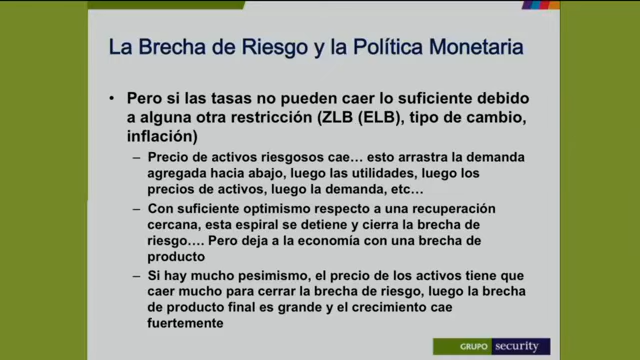 La Brecha de Riesgo y la Política Monetaria
• Pero si las tasas no pueden caer lo suficiente debido
a alguna otra restricción (ZLB (ELB), tipo de cambio,
inflación)
– Precio de activos riesgosos cae… esto arrastra la demanda
agregada hacia abajo, luego las utilidades, luego los
precios de activos, luego la demanda, etc…
– Con suficiente optimismo respecto a una recuperación
cercana, esta espiral se detiene y cierra la brecha de
riesgo…. Pero deja a la economía con una brecha de
producto
– Si hay mucho pesimismo, el precio de los activos tiene que
caer mucho para cerrar la brecha de riesgo, luego la brecha
de producto final es grande y el crecimiento cae
fuertemente
GRUPO security